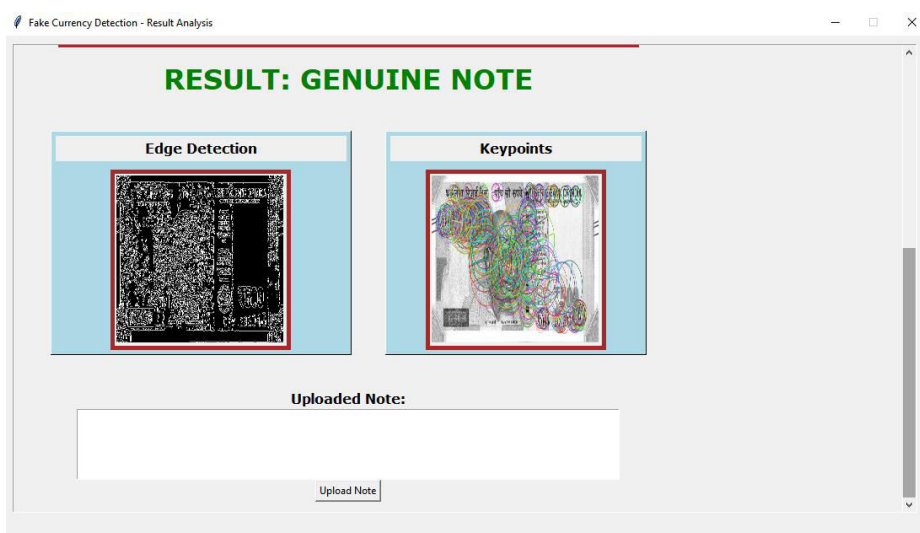 Fake Currency Detection - Result Analysis
RESULT: GENUINE NOTE
Edge Detection
Keypoints
Uploaded Note:
Upload Note